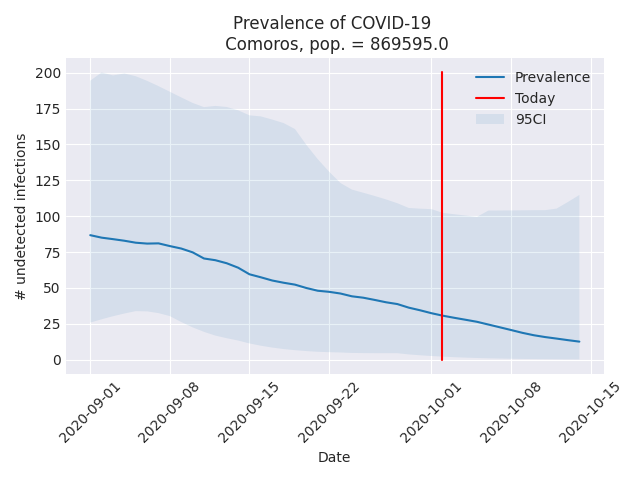 Prevalence of COVID-19
Comoros, pop. = 869595.0
200
175
150
125
100
75
50
25
0
# undetected infections
Prevalence
Today
95CI
2020-09-01
2020-09-08
2020-09-15
2020-09-22
2020-10-01
2020-10-08
2020-10-15
Date